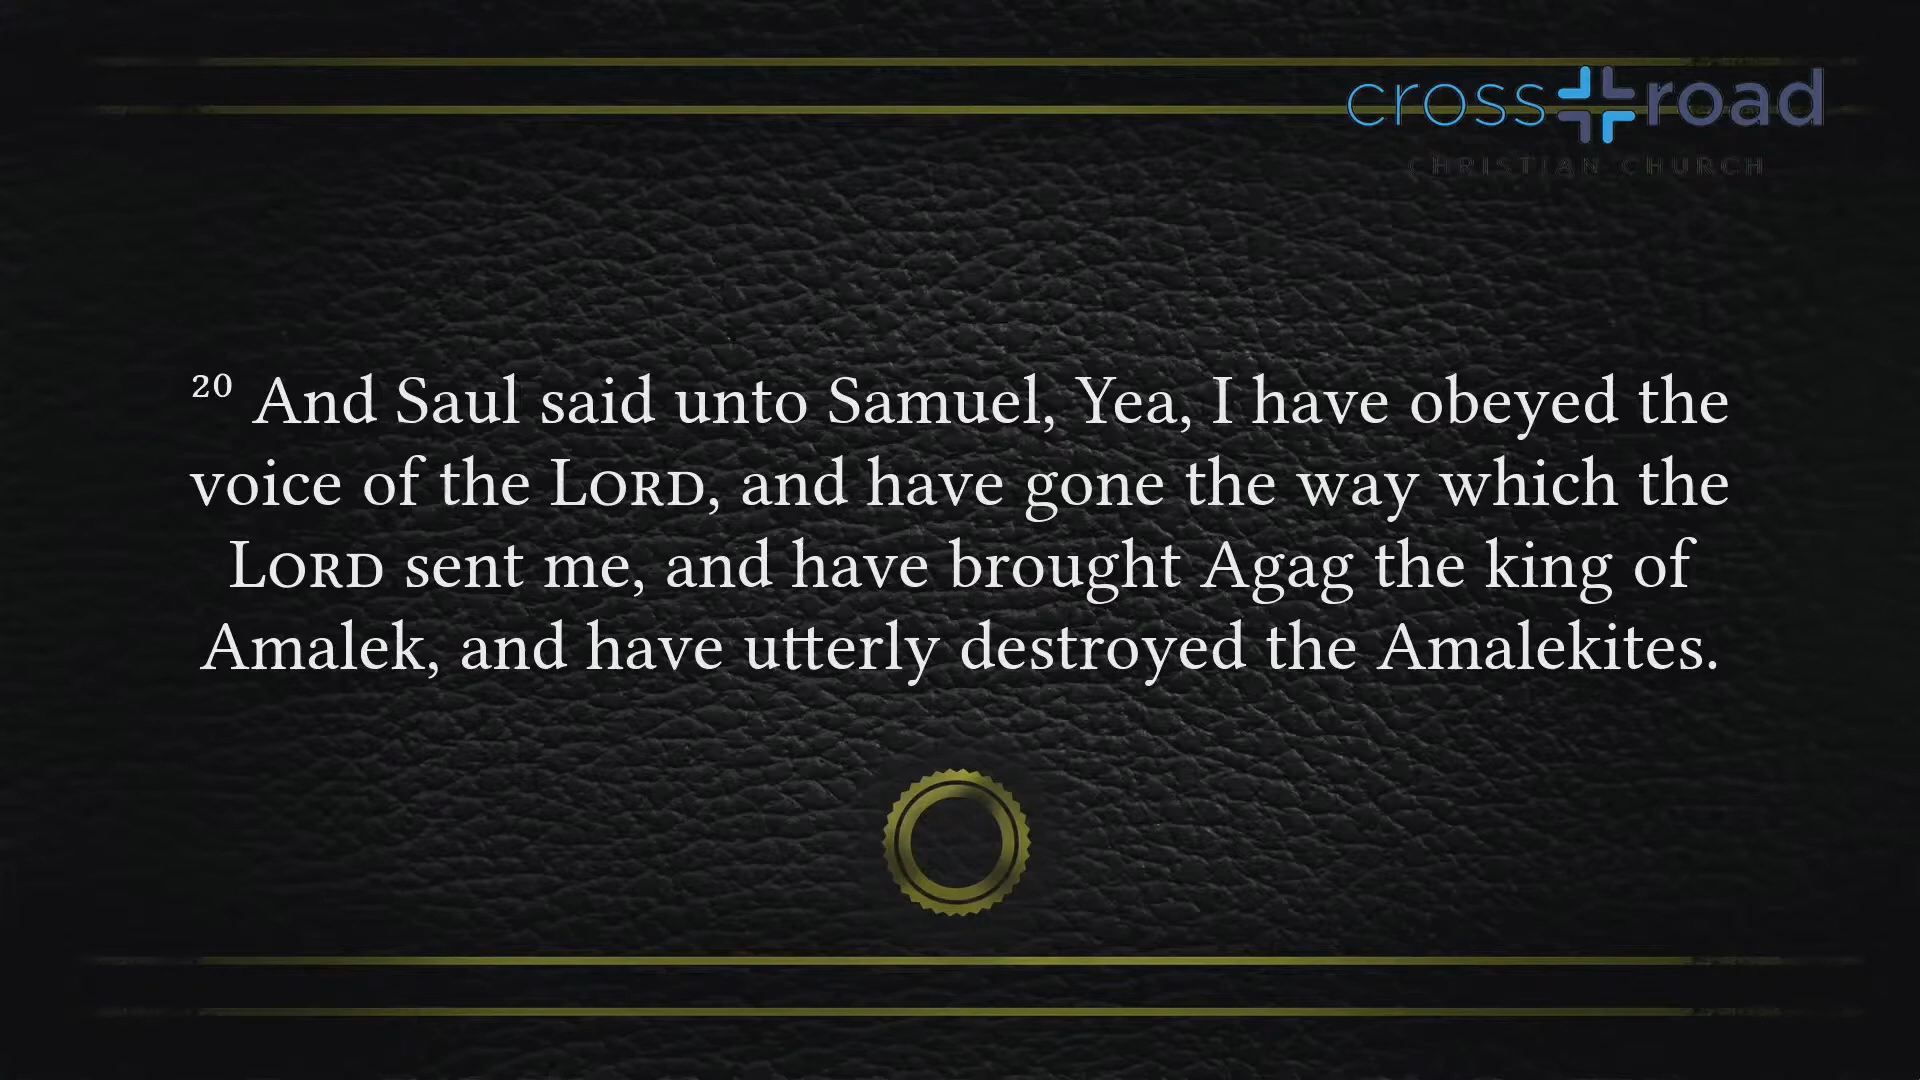 cross road
CHRISTIAN CHURCH
²⁰ And Saul said unto Samuel, Yea, I have obeyed the
voice of the LORD, and have gone the way which the
LORD sent me, and have brought Agag the king of
Amalek, and have utterly destroyed the Amalekites.